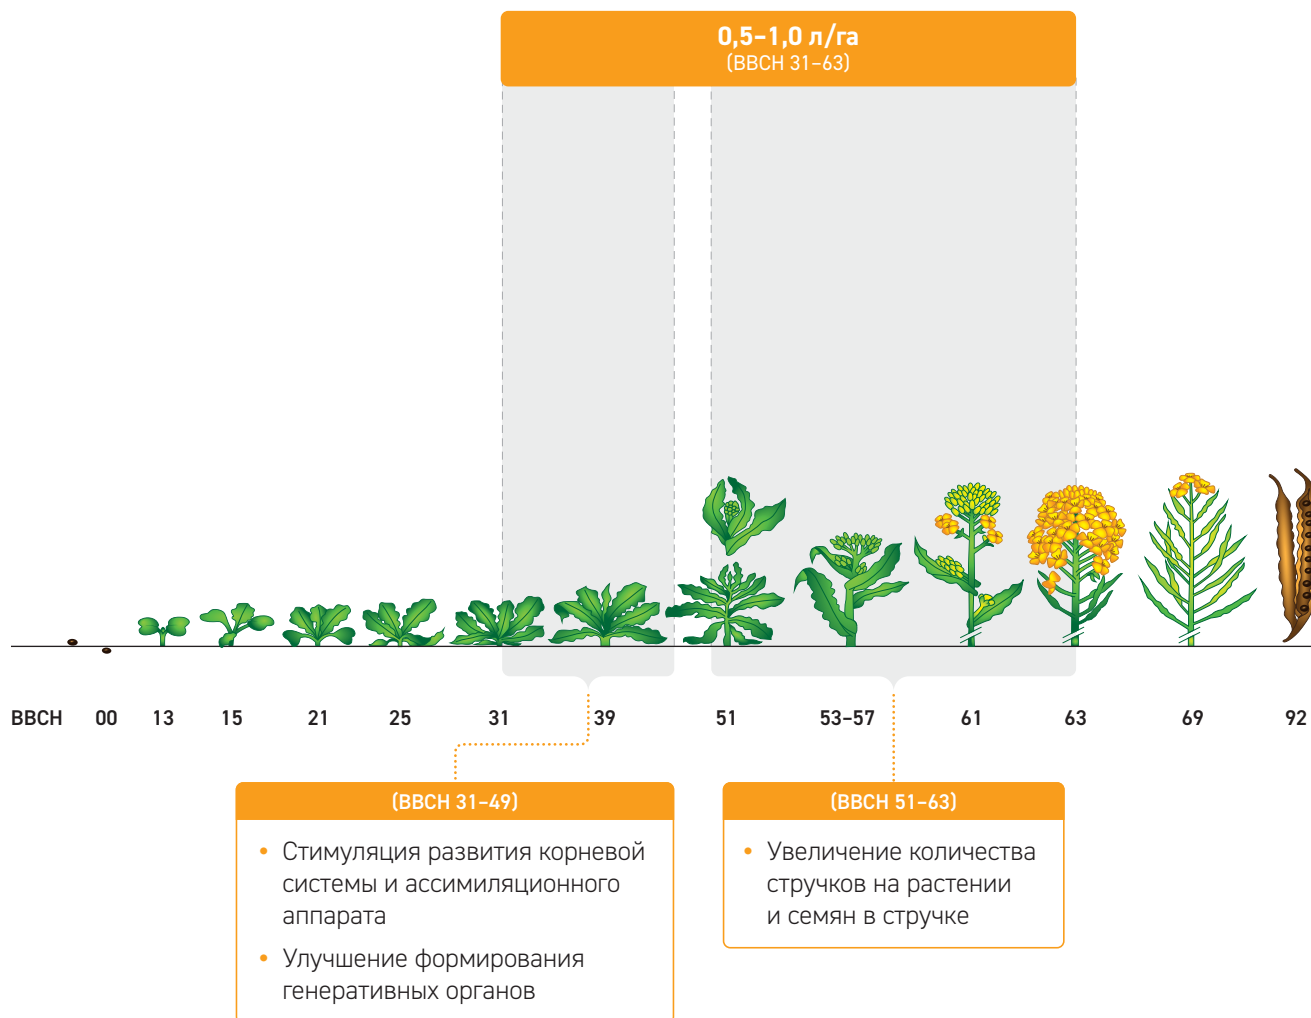 0,5–1,0 л/га
(BBCH 31–63)
BBCH 00 13 15 21 25 31 39 51 53–57 61 63 69 92
(BBCH 31–49)
• Стимуляция развития корневой
системы и ассимиляционного
аппарата
• Улучшение формирования
генеративных органов
(BBCH 51–63)
• Увеличение количества
стручков на растении
и семян в стручке